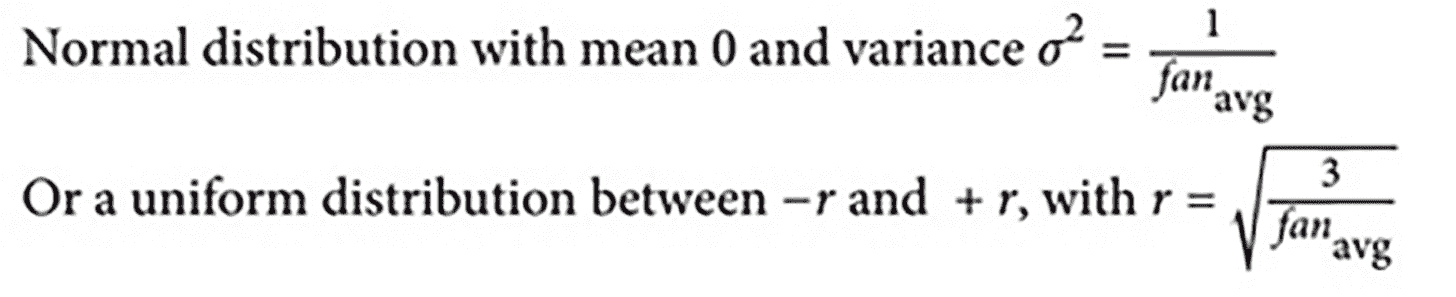 Normal distribution with mean 0 and variance σ² = 1/fan_avg
Or a uniform distribution between −r and + r, with r = √(3/fan_avg)